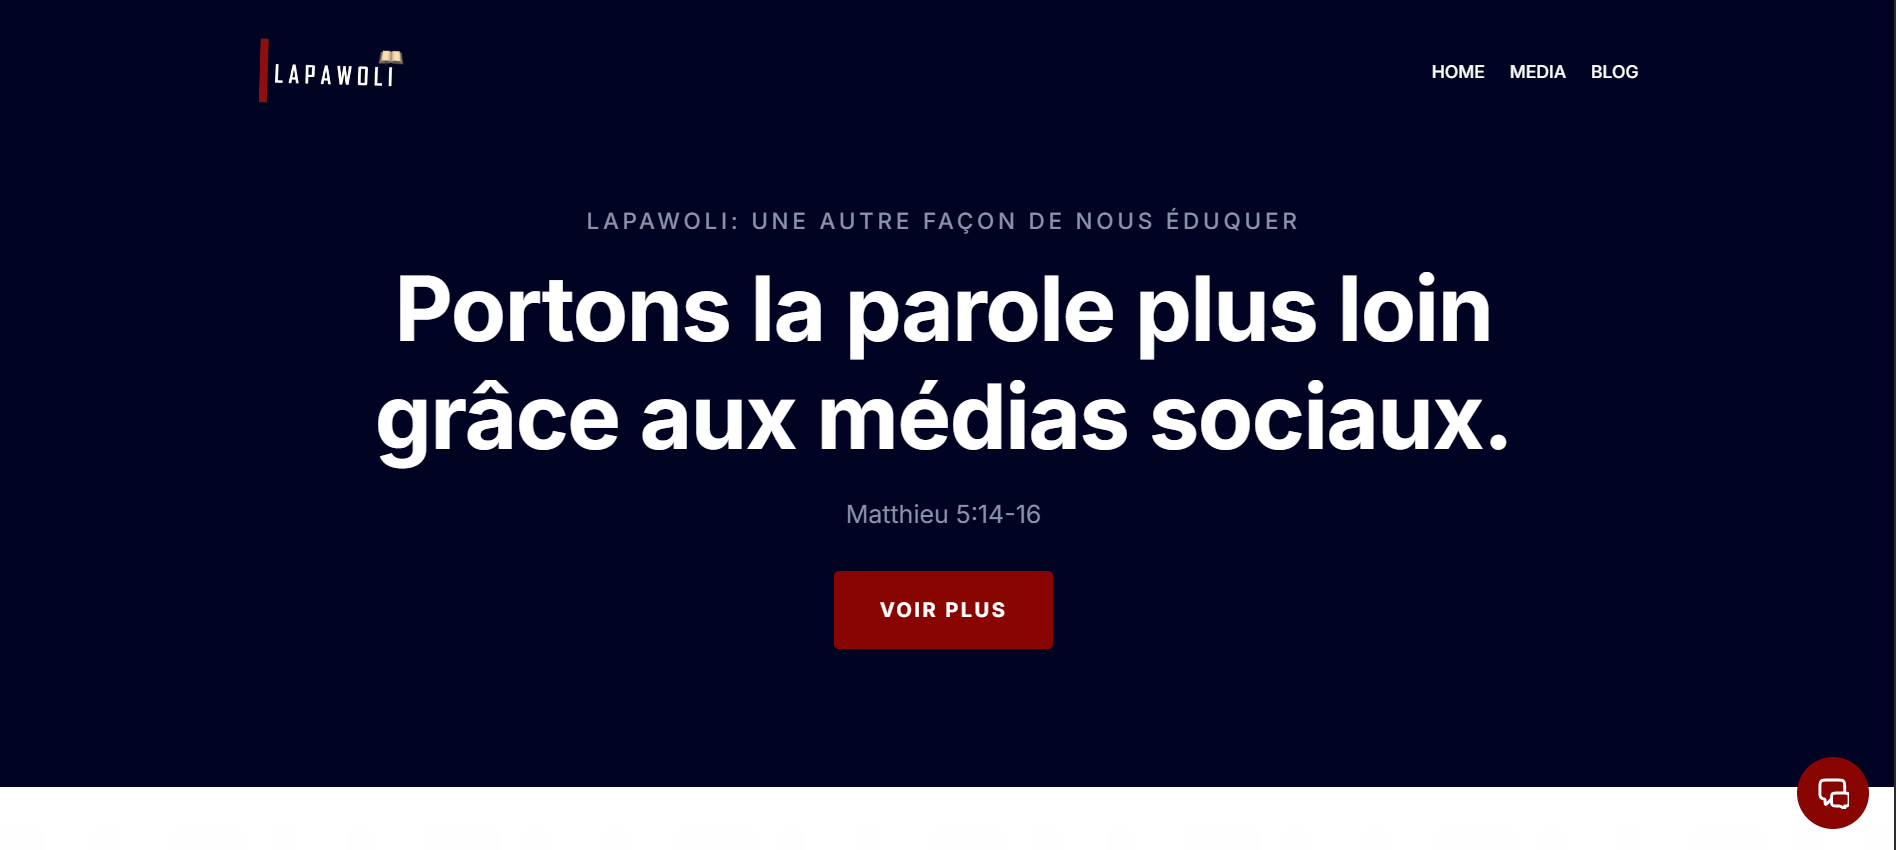 LAPAWOLI
HOME MEDIA BLOG
LAPAWOLI: UNE AUTRE FAÇON DE NOUS ÉDUQUER
Portons la parole plus loin
grâce aux médias sociaux.
Matthieu 5:14-16
VOIR PLUS